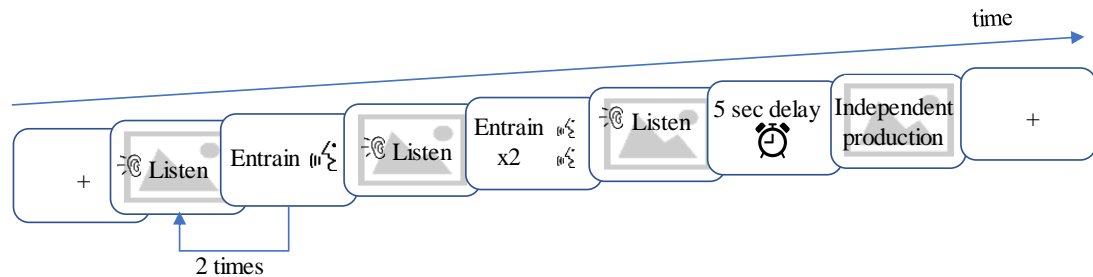 time
+
Listen
Entrain
Listen
Entrain
x2
Listen
5 sec delay
Independent
production
+
2 times